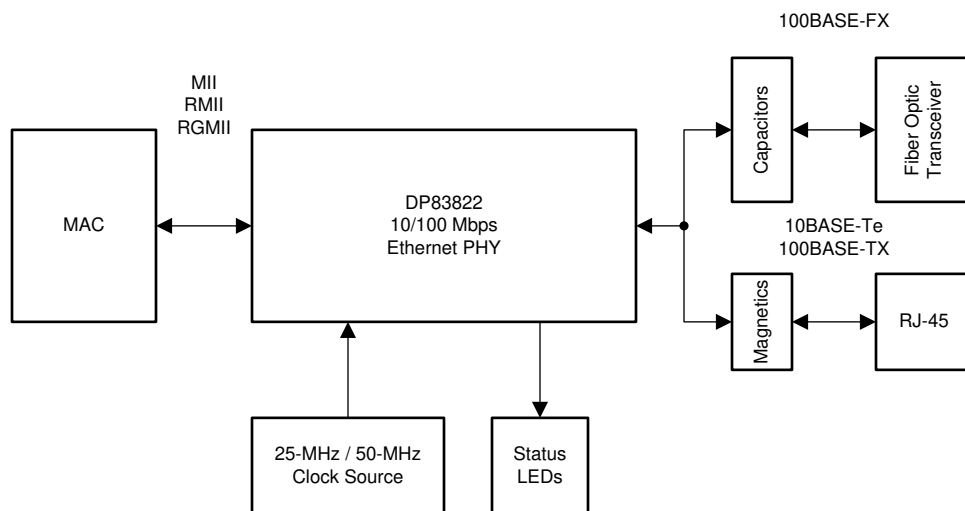 100BASE-FX
MII
RMII
RGMII
MAC
DP83822
10/100 Mbps
Ethernet PHY
Capacitors
Fiber Optic
Transceiver
10BASE-Te
100BASE-TX
Magnetics
RJ-45
25-MHz / 50-MHz
Clock Source
Status
LEDs